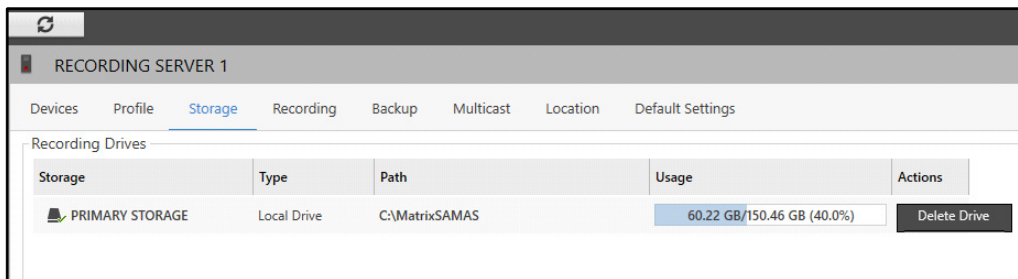 RECORDING SERVER 1
Devices Profile Storage Recording Backup Multicast Location Default Settings
Recording Drives
Storage Type Path Usage Actions
PRIMARY STORAGE Local Drive C:\MatrixSAMAS 60.22 GB/150.46 GB (40.0%) Delete Drive